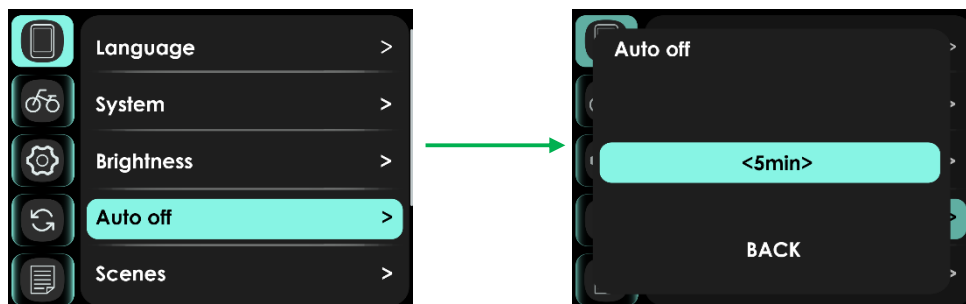 Language >
System >
Brightness >
Auto off >
Scenes >
Auto off
<5min>
BACK